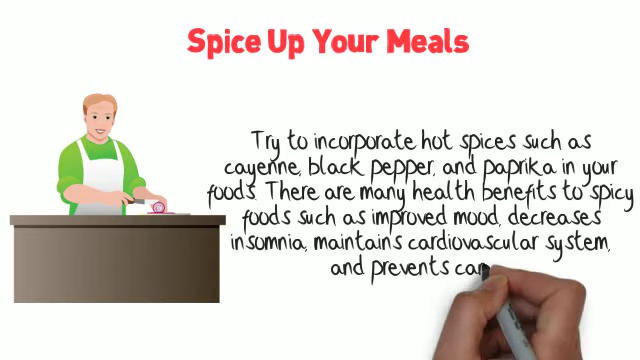 Spice Up Your Meals
Try to incorporate hot spices such as
cayenne, black pepper, and paprika in your
foods. There are many health benefits to spicy
foods such as improved mood, decreases
insomnia, maintains cardiovascular system,
and prevents can